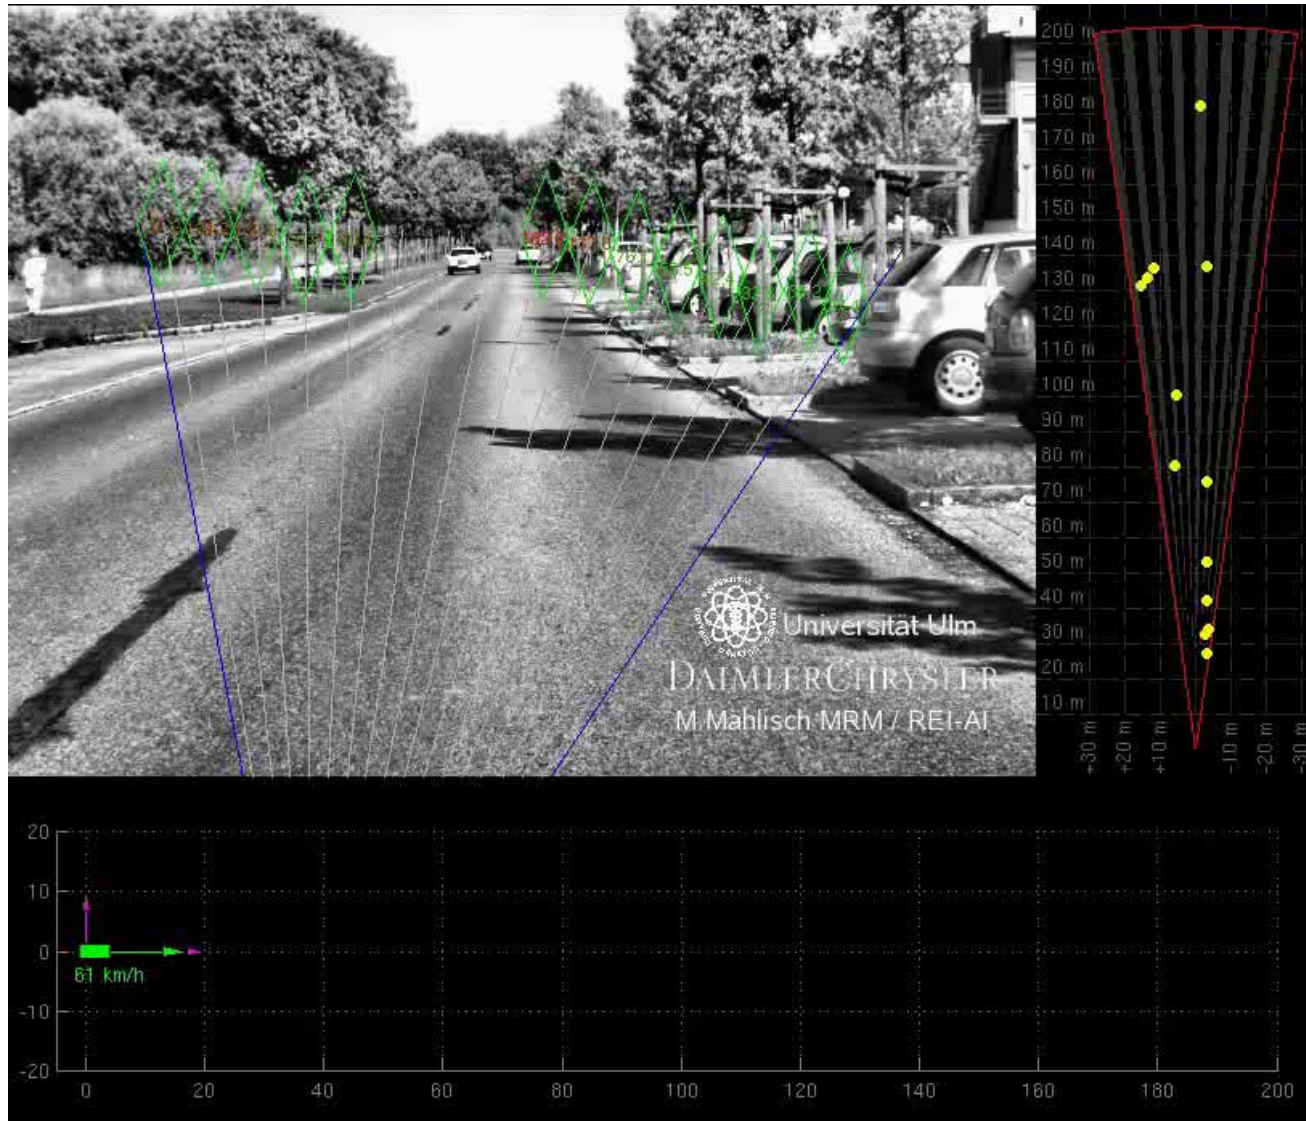 200 m
190 m
180 m
170 m
160 m
150 m
140 m
130 m
120 m
110 m
100 m
90 m
80 m
70 m
60 m
50 m
40 m
30 m
20 m
10 m
+30 m
+20 m
+10 m
-10 m
-20 m
-30 m
Universität Ulm
DAIMLERCHRYSLER
M.Mählisch MRM / REI-AI
20
10
0
-10
-20
61 km/h
0
20
40
60
80
100
120
140
160
180
200